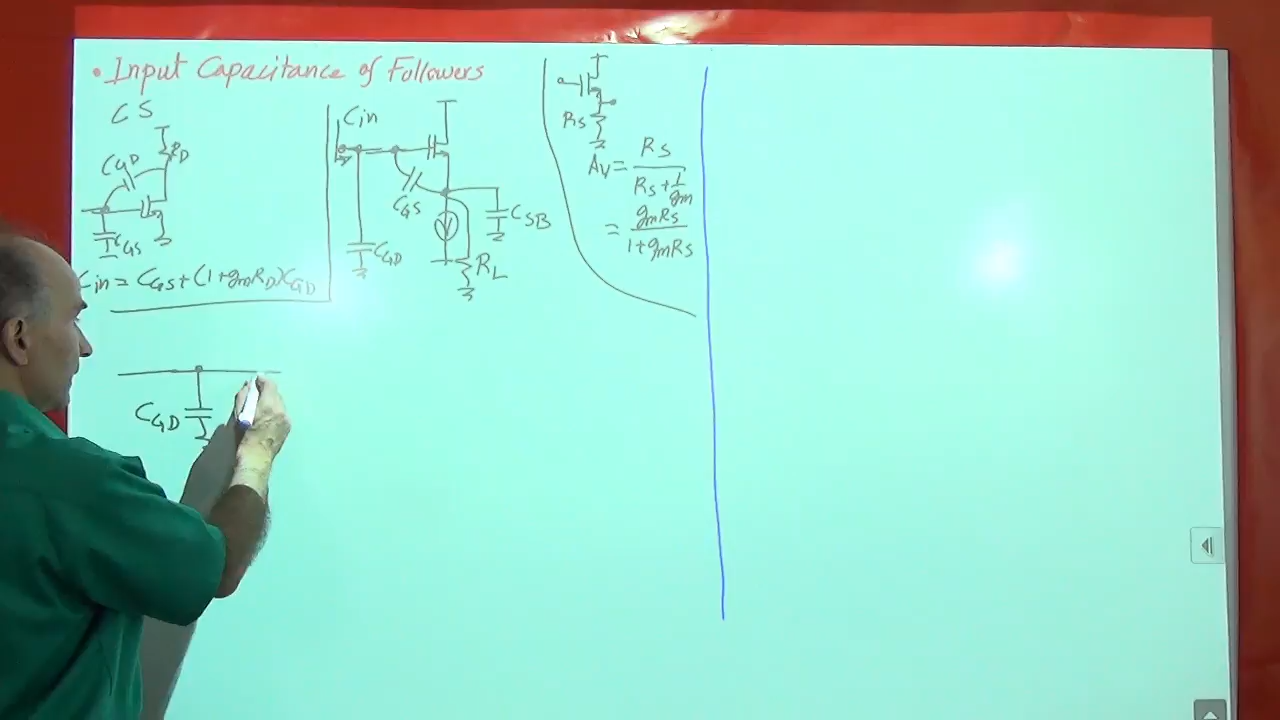 • Input Capacitance of Followers
CS
CGD
RD
CGS
Cin = CGS + (1+gmRD)CGD
Cin
CGS
CGD
CSB
RL
RS
AV = RS / (RS + 1/gm)
= gmRS / (1+gmRS)
CGD